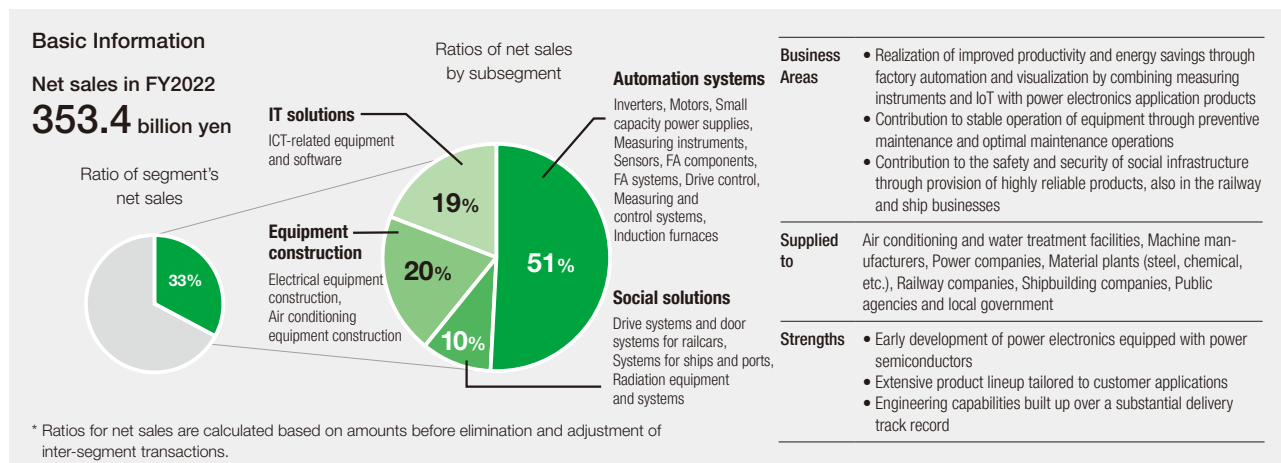 Basic Information
Net sales in FY2022
353.4 billion yen
Ratio of segment's
net sales
33%
Ratios of net sales
by subsegment
IT solutions
ICT-related equipment
and software
Equipment
construction
Electrical equipment
construction,
Air conditioning
equipment construction
19%
20%
10%
51%
Automation systems
Inverters, Motors, Small
capacity power supplies,
Measuring instruments,
Sensors, FA components,
FA systems, Drive control,
Measuring and
control systems,
Induction furnaces
Social solutions
Drive systems and door
systems for railcars,
Systems for ships and ports,
Radiation equipment
and systems
* Ratios for net sales are calculated based on amounts before elimination and adjustment of
inter-segment transactions.
Business
Areas
• Realization of improved productivity and energy savings through
factory automation and visualization by combining measuring
instruments and IoT with power electronics application products
• Contribution to stable operation of equipment through preventive
maintenance and optimal maintenance operations
• Contribution to the safety and security of social infrastructure
through provision of highly reliable products, also in the railway
and ship businesses
Supplied
to
Air conditioning and water treatment facilities, Machine man-
ufacturers, Power companies, Material plants (steel, chemical,
etc.), Railway companies, Shipbuilding companies, Public
agencies and local government
Strengths
• Early development of power electronics equipped with power
semiconductors
• Extensive product lineup tailored to customer applications
• Engineering capabilities built up over a substantial delivery
track record